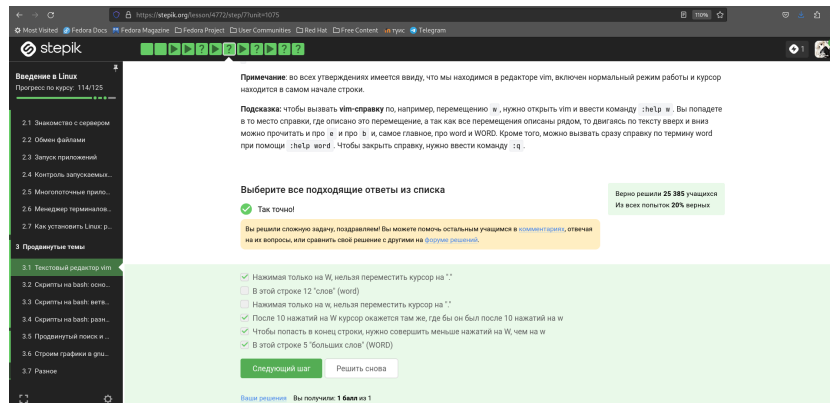 https://stepik.org/lesson/4772/step/7?unit=1075
110%
Most Visited Fedora Docs Fedora Magazine Fedora Project User Communities Red Hat Free Content туис Telegram
stepik
1
Введение в Linux
Прогресс по курсу: 114/125
2.1 Знакомство с сервером
2.2 Обмен файлами
2.3 Запуск приложений
2.4 Контроль запускаемых...
2.5 Многопоточные прило...
2.6 Менеджер терминалов...
2.7 Как установить Linux: р...
3 Продвинутые темы
3.1 Текстовый редактор vim
3.2 Скрипты на bash: осно...
3.3 Скрипты на bash: ветв...
3.4 Скрипты на bash: разн...
3.5 Продвинутый поиск и ...
3.6 Строим графики в gnu...
3.7 Разное
Примечание: во всех утверждениях имеется ввиду, что мы находимся в редакторе vim, включен нормальный режим работы и курсор
находится в самом начале строки.
Подсказка: чтобы вызвать vim-справку по, например, перемещению w, нужно открыть vim и ввести команду :help w. Вы попадете
в то место справки, где описано это перемещение, а так как все перемещения описаны рядом, то двигаясь по тексту вверх и вниз
можно прочитать и про e и про b и, самое главное, про word и WORD. Кроме того, можно вызвать сразу справку по термину word
при помощи :help word. Чтобы закрыть справку, нужно ввести команду :q.
Выберите все подходящие ответы из списка
Верно решили 25 385 учащихся
Из всех попыток 20% верных
Так точно!
Вы решили сложную задачу, поздравляем! Вы можете помочь остальным учащимся в комментариях, отвечая
на их вопросы, или сравнить своё решение с другими на форуме решений.
Нажимая только на W, нельзя переместить курсор на "."
В этой строке 12 "слов" (word)
Нажимая только на w, нельзя переместить курсор на "."
После 10 нажатий на W курсор окажется там же, где бы он был после 10 нажатий на w
Чтобы попасть в конец строки, нужно совершить меньше нажатий на W, чем на w
В этой строке 5 "больших слов" (WORD)
Следующий шаг
Решить снова
Ваши решения Вы получили: 1 балл из 1